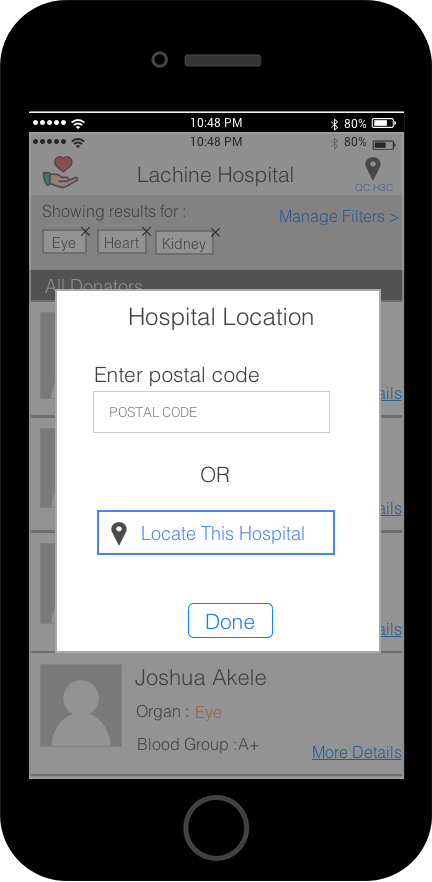 10:48 PM 80%
10:48 PM 80%
Lachine Hospital
QC H3C
Showing results for :
Manage Filters >
Eye Heart Kidney
All Donators
Hospital Location
Enter postal code
POSTAL CODE
OR
Locate This Hospital
Done
ails
ails
ails
Joshua Akele
Organ : Eye
Blood Group :A+
More Details